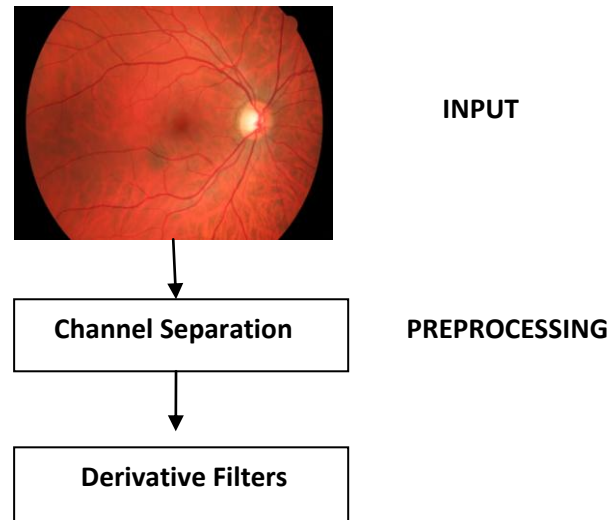 INPUT
Channel Separation
PREPROCESSING
Derivative Filters